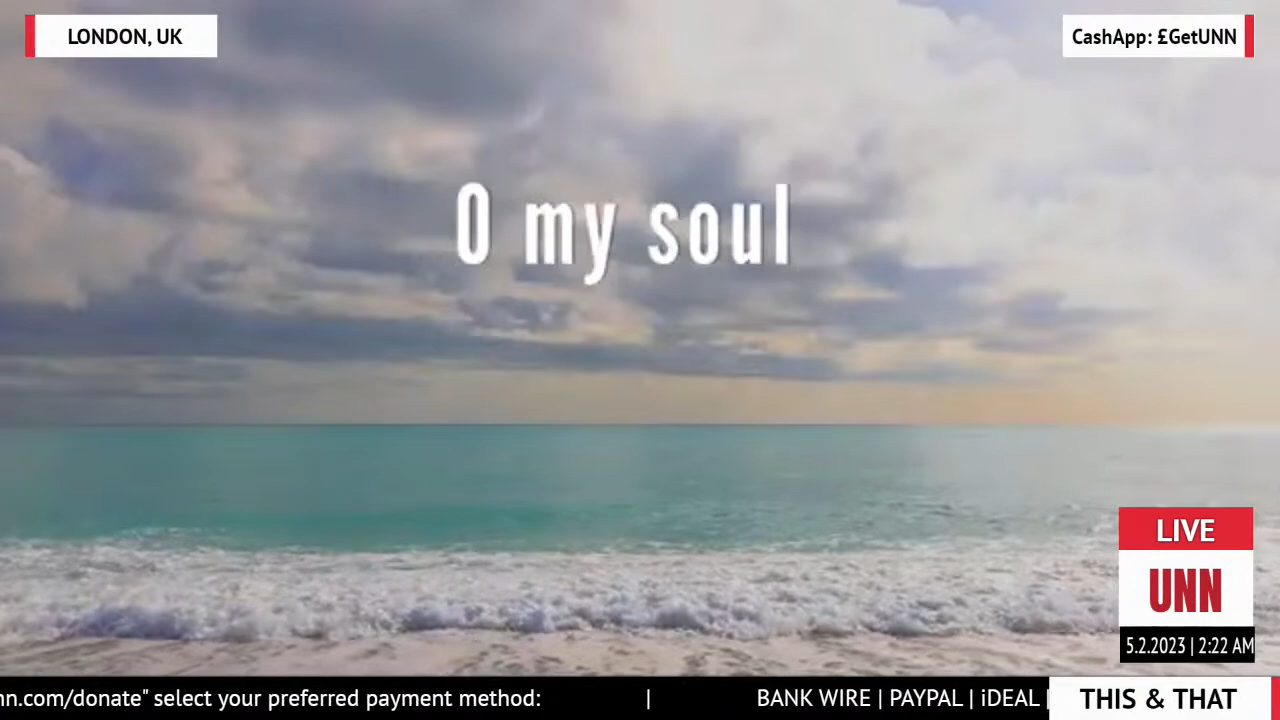 LONDON, UK
CashApp: £GetUNN
O my soul
LIVE
UNN
5.2.2023 | 2:22 AM
nn.com/donate" select your preferred payment method: | BANK WIRE | PAYPAL | iDEAL |
THIS & THAT